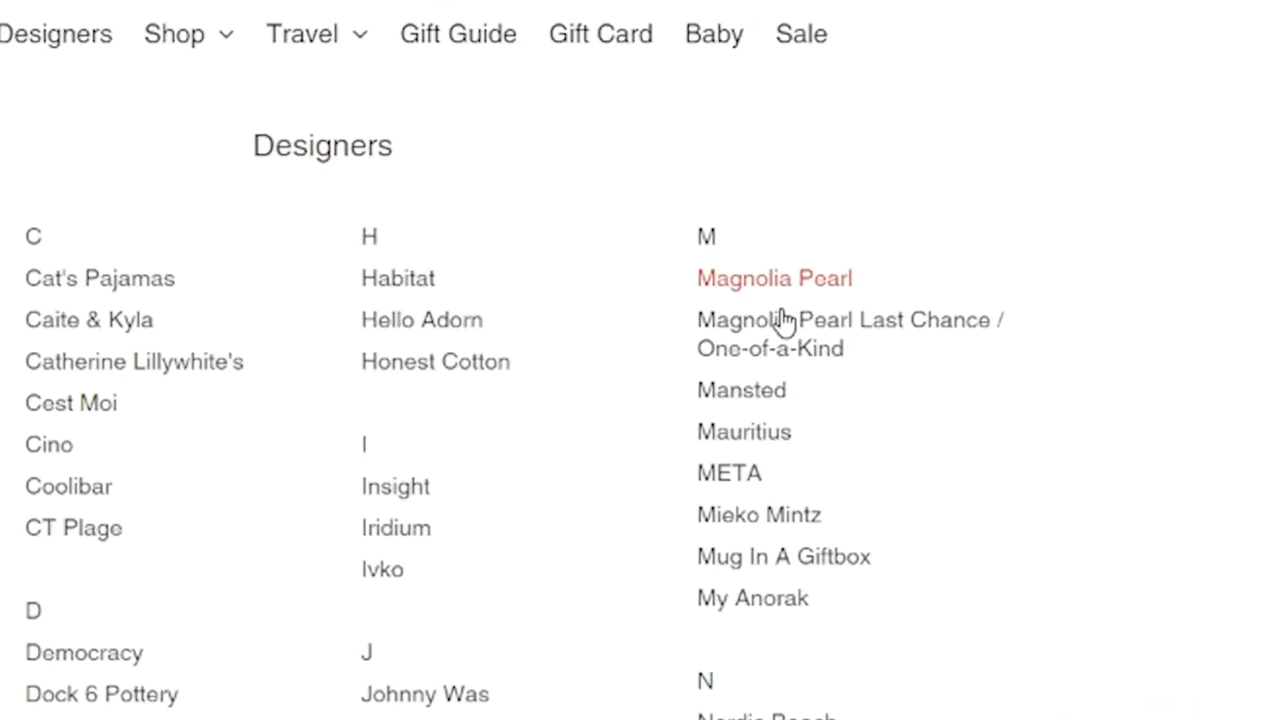 Designers Shop Travel Gift Guide Gift Card Baby Sale
Designers
C
Cat's Pajamas
Caite & Kyla
Catherine Lillywhite's
Cest Moi
Cino
Coolibar
CT Plage
D
Democracy
Dock 6 Pottery
H
Habitat
Hello Adorn
Honest Cotton
I
Insight
Iridium
Ivko
J
Johnny Was
M
Magnolia Pearl
Magnolia Pearl Last Chance /
One-of-a-Kind
Mansted
Mauritius
META
Mieko Mintz
Mug In A Giftbox
My Anorak
N